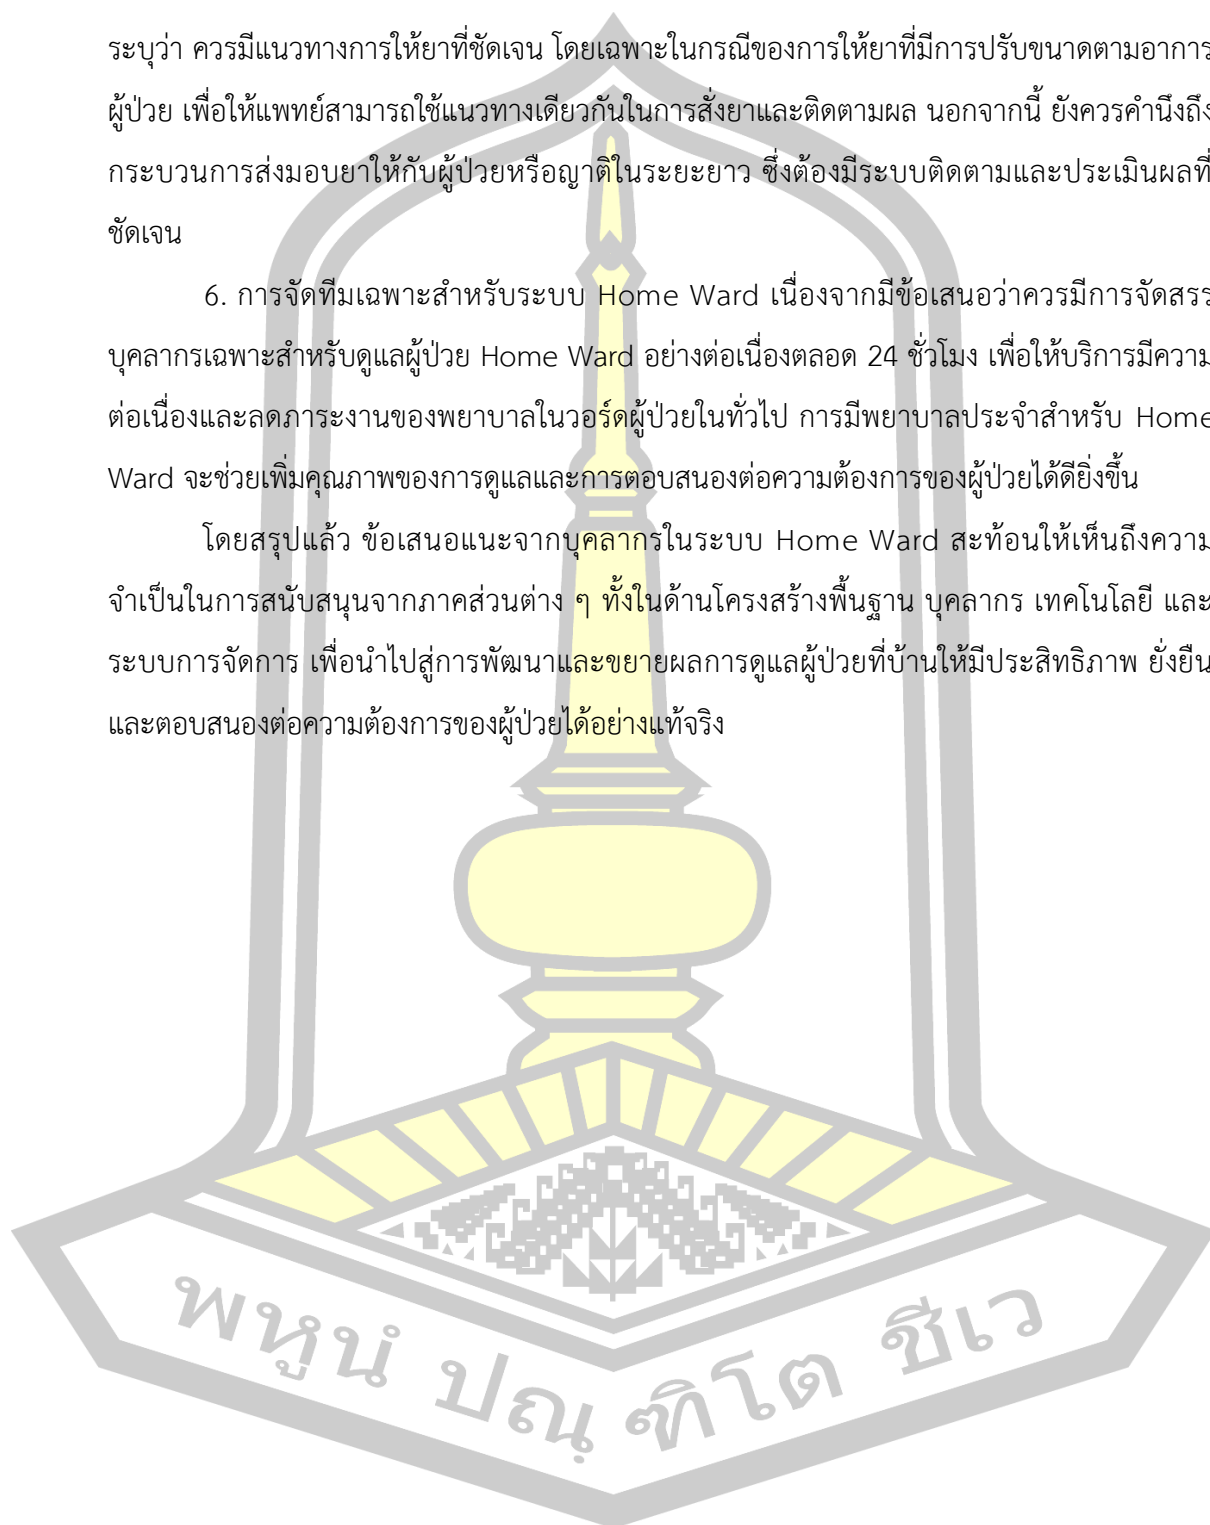 ระบุว่า ควรมีแนวทางการให้ยาที่ชัดเจน โดยเฉพาะในกรณีของการให้ยาที่มีการปรับขนาดตามอาการ
ผู้ป่วย เพื่อให้แพทย์สามารถใช้แนวทางเดียวกันในการสั่งยาและติดตามผล นอกจากนี้ ยังควรคำนึงถึง
กระบวนการส่งมอบยาให้กับผู้ป่วยหรือญาติในระยะยาว ซึ่งต้องมีระบบติดตามและประเมินผลที่
ชัดเจน
6. การจัดทีมเฉพาะสำหรับระบบ Home Ward เนื่องจากมีข้อเสนอว่าควรมีการจัดสรร
บุคลากรเฉพาะสำหรับดูแลผู้ป่วย Home Ward อย่างต่อเนื่องตลอด 24 ชั่วโมง เพื่อให้บริการมีความ
ต่อเนื่องและลดภาระงานของพยาบาลในวอร์ดผู้ป่วยในทั่วไป การมีพยาบาลประจำสำหรับ Home
Ward จะช่วยเพิ่มคุณภาพของการดูแลและการตอบสนองต่อความต้องการของผู้ป่วยได้ดียิ่งขึ้น
โดยสรุปแล้ว ข้อเสนอแนะจากบุคลากรในระบบ Home Ward สะท้อนให้เห็นถึงความ
จำเป็นในการสนับสนุนจากภาคส่วนต่าง ๆ ทั้งในด้านโครงสร้างพื้นฐาน บุคลากร เทคโนโลยี และ
ระบบการจัดการ เพื่อนำไปสู่การพัฒนาและขยายผลการดูแลผู้ป่วยที่บ้านให้มีประสิทธิภาพ ยั่งยืน
และตอบสนองต่อความต้องการของผู้ป่วยได้อย่างแท้จริง
พหูนํ ปณฺ ฑิโต ชีเว